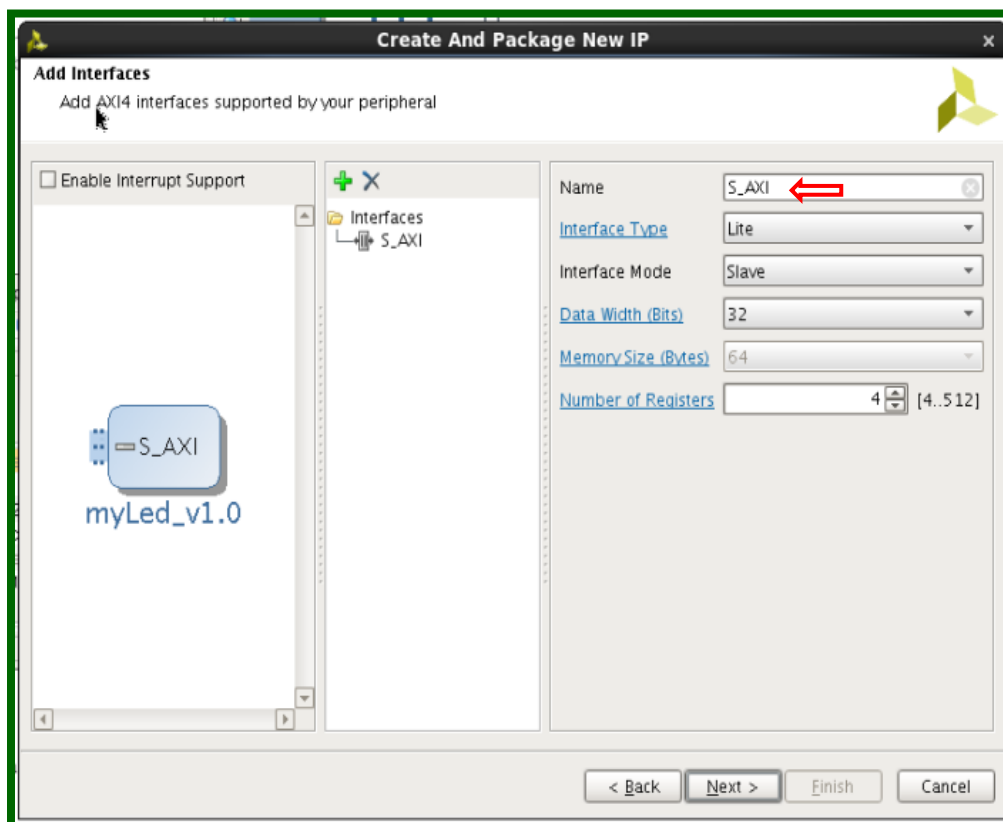 Create And Package New IP
Add Interfaces
Add AXI4 interfaces supported by your peripheral
Enable Interrupt Support
S_AXI
myLed_v1.0
Interfaces
S_AXI
Name S_AXI
Interface Type Lite
Interface Mode Slave
Data Width (Bits) 32
Memory Size (Bytes) 64
Number of Registers 4 [4..512]
< Back Next > Finish Cancel